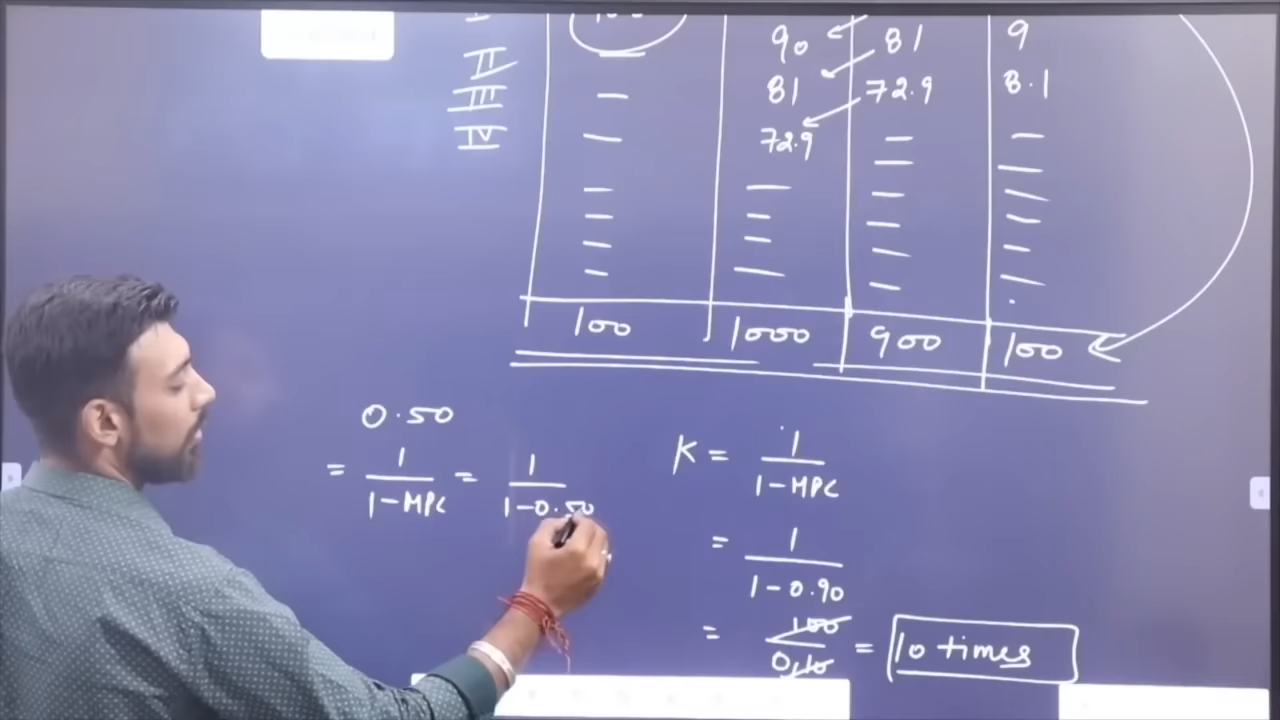 I 100
90 81 9
II
III — 81 72.9 8.1
IV — 72.9 — —
100 1000 900 100
0.50
= 1/1-MPC = 1/1-0.50
K = 1/1-MPC
= 1/1-0.90
= 100/0.10 = 10 times